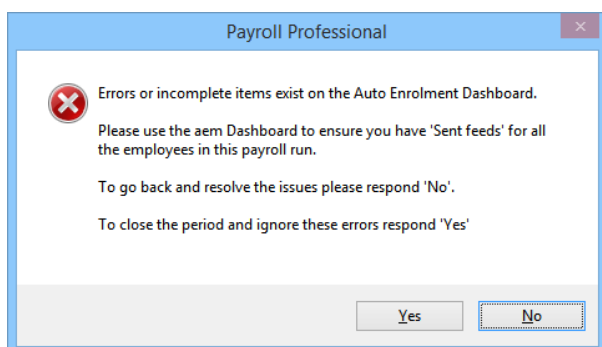 Payroll Professional
Errors or incomplete items exist on the Auto Enrolment Dashboard.
Please use the aem Dashboard to ensure you have 'Sent feeds' for all
the employees in this payroll run.
To go back and resolve the issues please respond 'No'.
To close the period and ignore these errors respond 'Yes'
Yes No